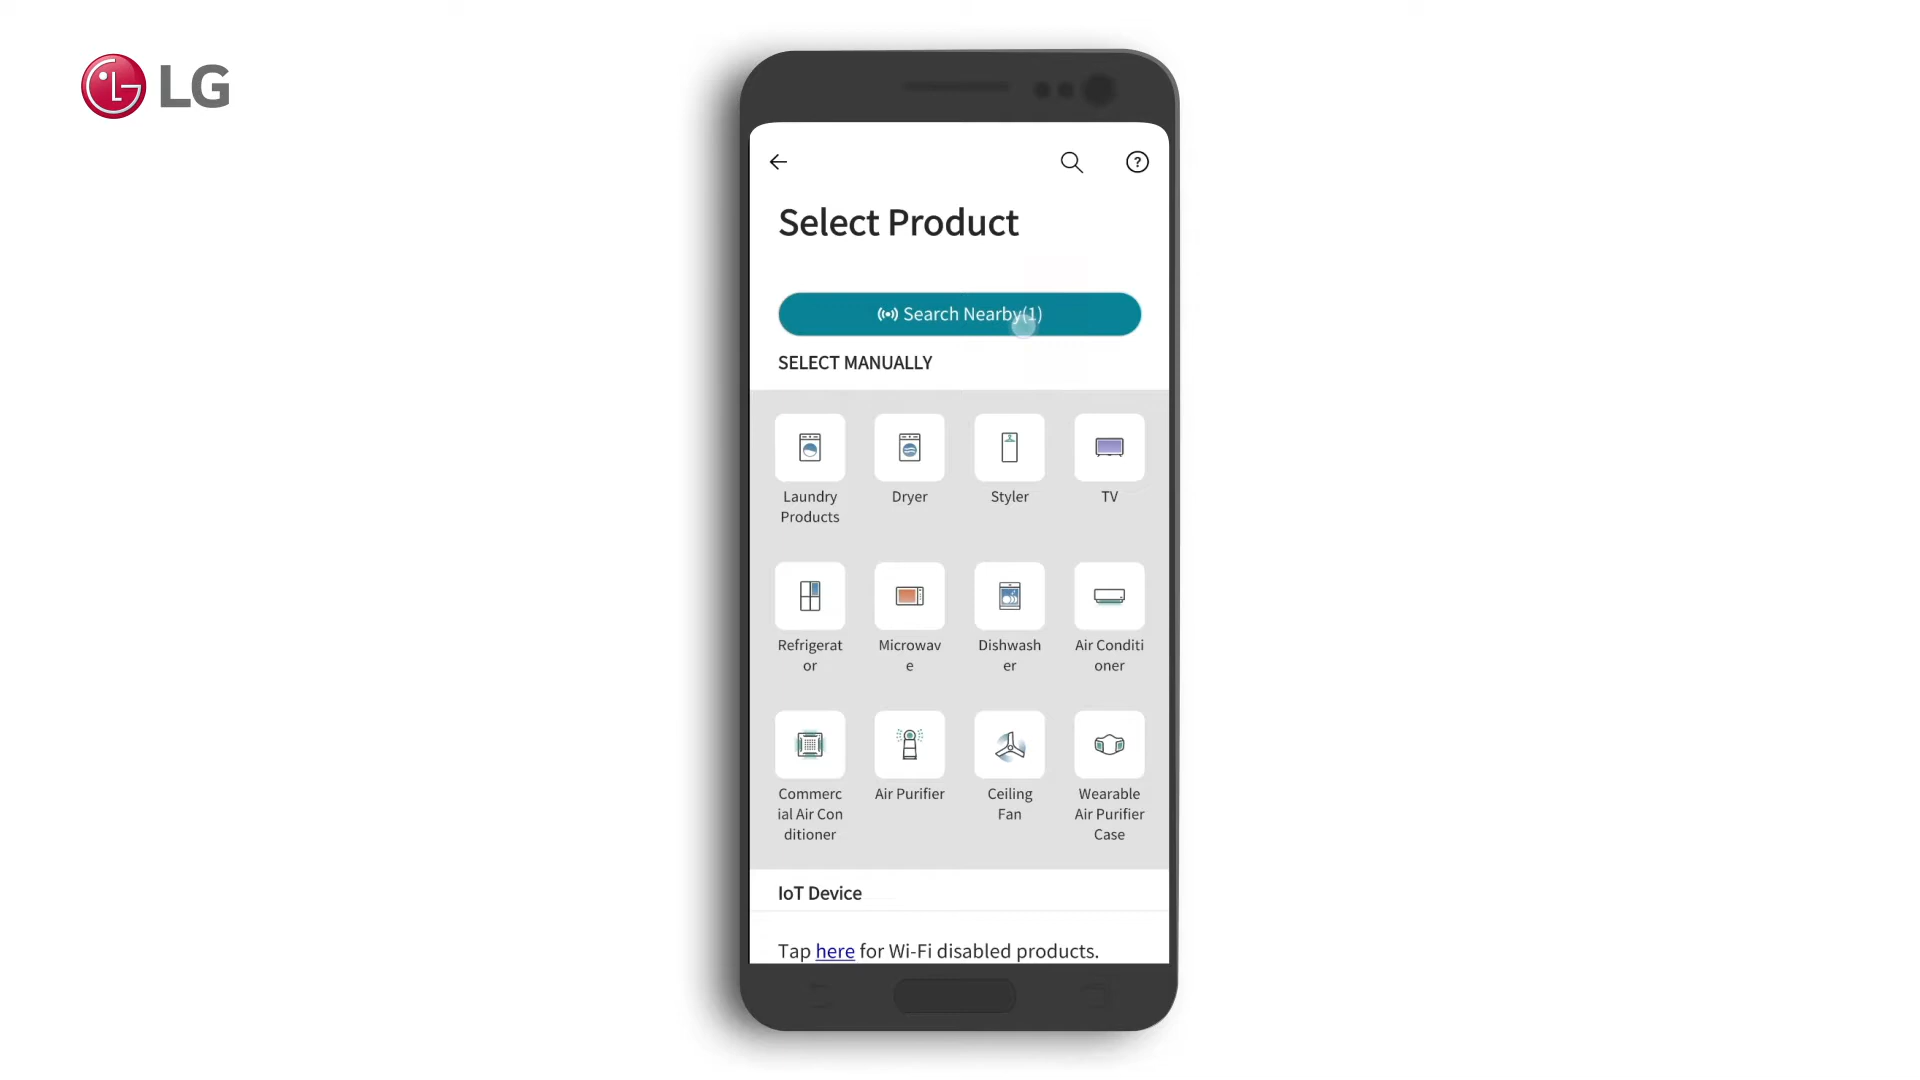 LG
Select Product
Search Nearby(1)
SELECT MANUALLY
Laundry
Products
Dryer
Styler
TV
Refrigerat
or
Microwav
e
Dishwash
er
Air Conditi
oner
Commerc
ial Air Con
ditioner
Air Purifier
Ceiling
Fan
Wearable
Air Purifier
Case
IoT Device
Tap here for Wi-Fi disabled products.